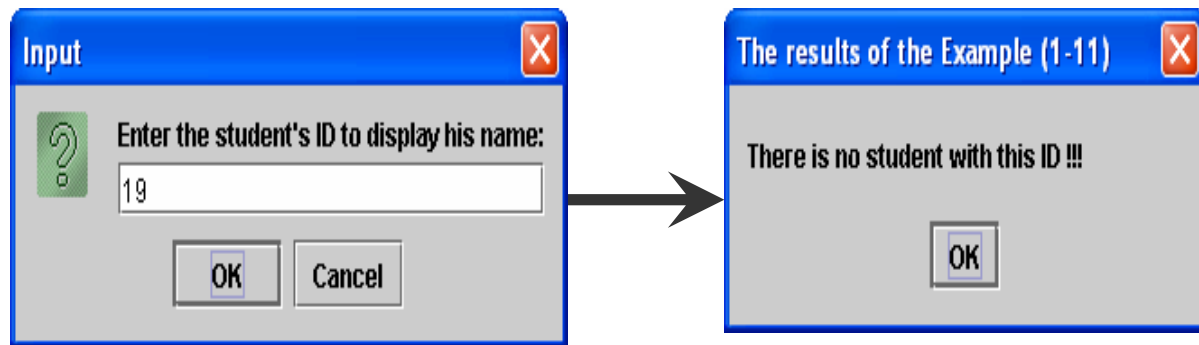 Input
Enter the student's ID to display his name:
19
OK
Cancel
The results of the Example (1-11)
There is no student with this ID !!!
OK